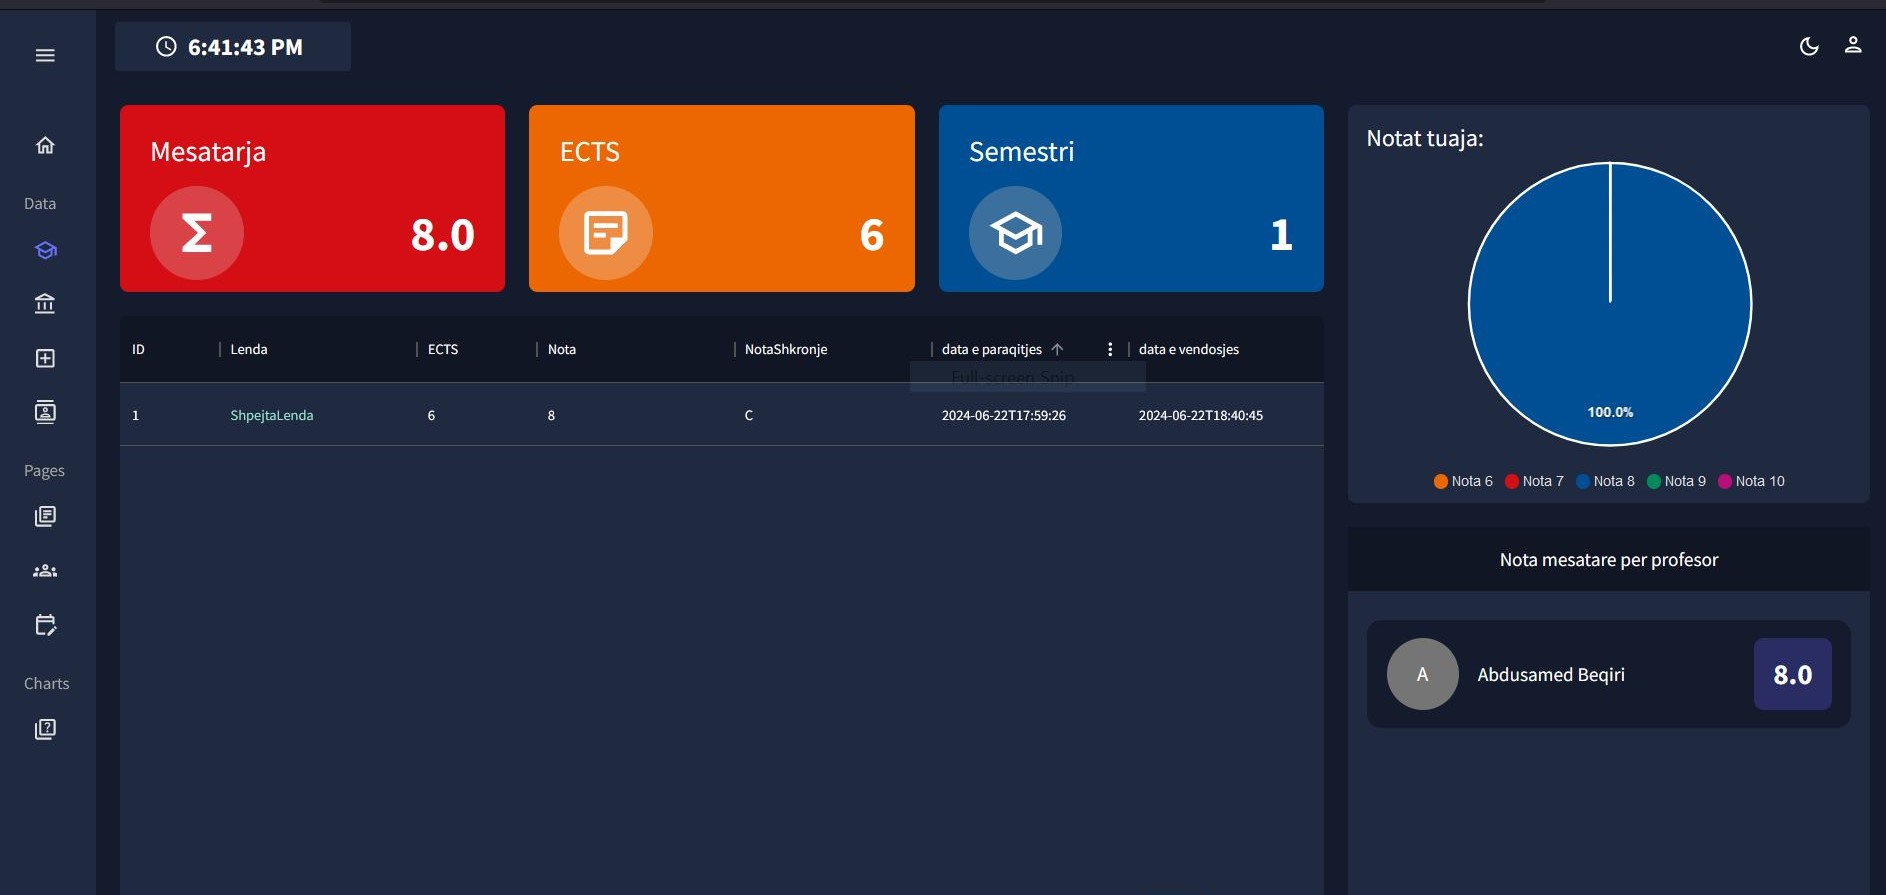 6:41:43 PM
Data
Pages
Charts
Mesatarja
Σ
8.0
ECTS
6
Semestri
1
ID Lenda ECTS Nota NotaShkronje data e paraqitjes data e vendosjes
Full-screen Snip
1 ShpejtaLenda 6 8 C 2024-06-22T17:59:26 2024-06-22T18:40:45
Notat tuaja:
100.0%
Nota 6 Nota 7 Nota 8 Nota 9 Nota 10
Nota mesatare per profesor
A Abdusamed Beqiri 8.0